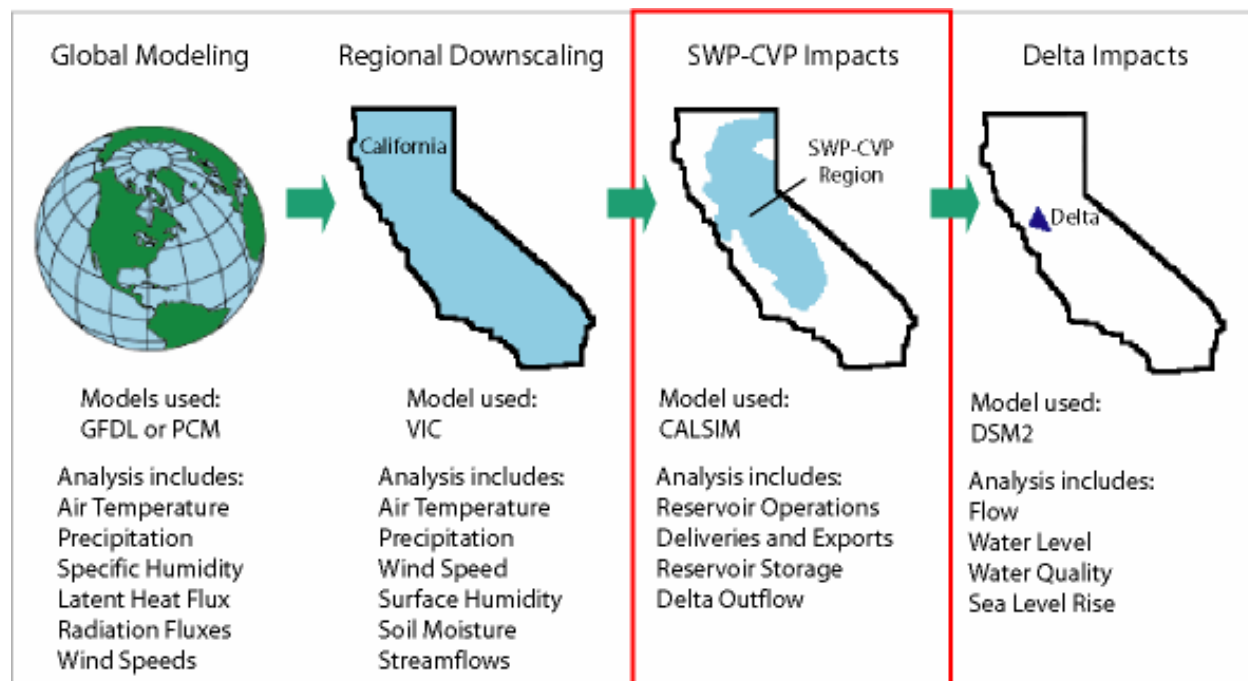 Global Modeling
Models used:
GFDL or PCM
Analysis includes:
Air Temperature
Precipitation
Specific Humidity
Latent Heat Flux
Radiation Fluxes
Wind Speeds
Regional Downscaling
California
Model used:
VIC
Analysis includes:
Air Temperature
Precipitation
Wind Speed
Surface Humidity
Soil Moisture
Streamflows
SWP-CVP Impacts
SWP-CVP
Region
Model used:
CALSIM
Analysis includes:
Reservoir Operations
Deliveries and Exports
Reservoir Storage
Delta Outflow
Delta Impacts
Delta
Model used:
DSM2
Analysis includes:
Flow
Water Level
Water Quality
Sea Level Rise